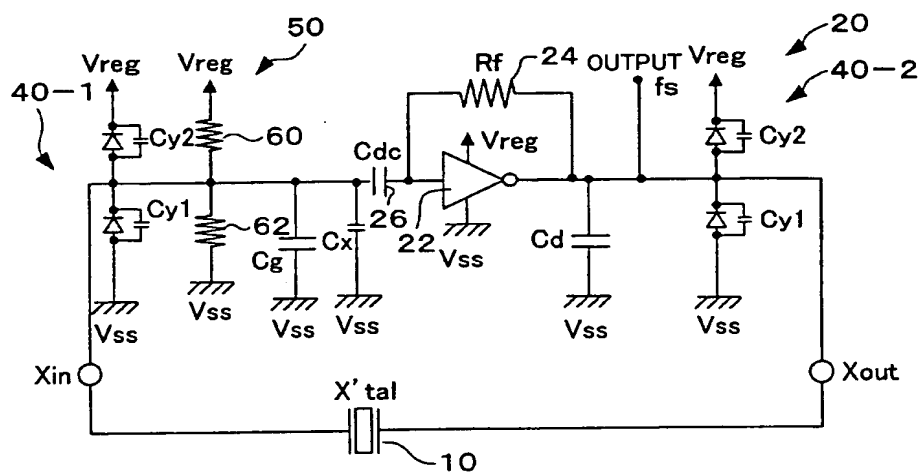 50
20
Vreg
Vreg
Rf
24
OUTPUT
fs
Vreg
40-2
40-1
Cy2
60
Cdc
Vreg
Cy2
Cy1
62
Cg
Cx
26
22
Vss
Cd
Cy1
Vss
Vss
Vss
Vss
Vss
Vss
Xin
X'tal
Xout
10